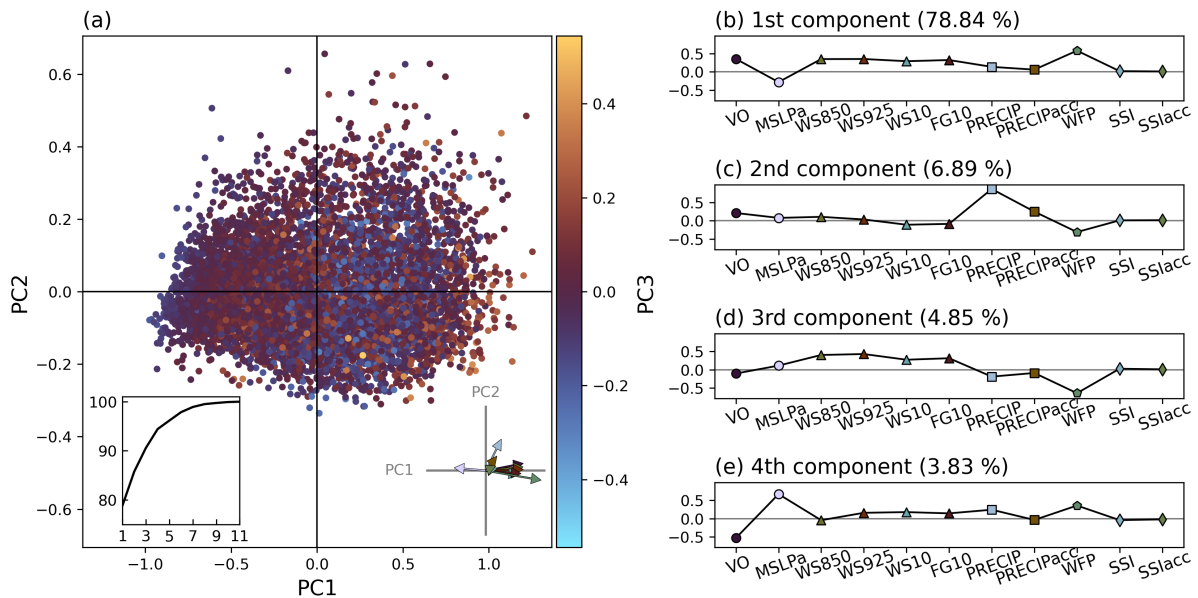 (a)
PC2
0.6
0.4
0.2
0.0
−0.2
−0.4
−0.6
−1.0 −0.5 0.0 0.5 1.0
PC1
100
90
80
1 3 5 7 9 11
PC2
PC1
0.4
0.2
0.0
−0.2
−0.4
PC3
(b) 1st component (78.84 %)
0.5
0.0
−0.5
VO MSLPa WS850 WS925 WS10 FG10 PRECIP PRECIPacc WFP SSI SSIacc
(c) 2nd component (6.89 %)
0.5
0.0
−0.5
VO MSLPa WS850 WS925 WS10 FG10 PRECIP PRECIPacc WFP SSI SSIacc
(d) 3rd component (4.85 %)
0.5
0.0
−0.5
VO MSLPa WS850 WS925 WS10 FG10 PRECIP PRECIPacc WFP SSI SSIacc
(e) 4th component (3.83 %)
0.5
0.0
−0.5
VO MSLPa WS850 WS925 WS10 FG10 PRECIP PRECIPacc WFP SSI SSIacc